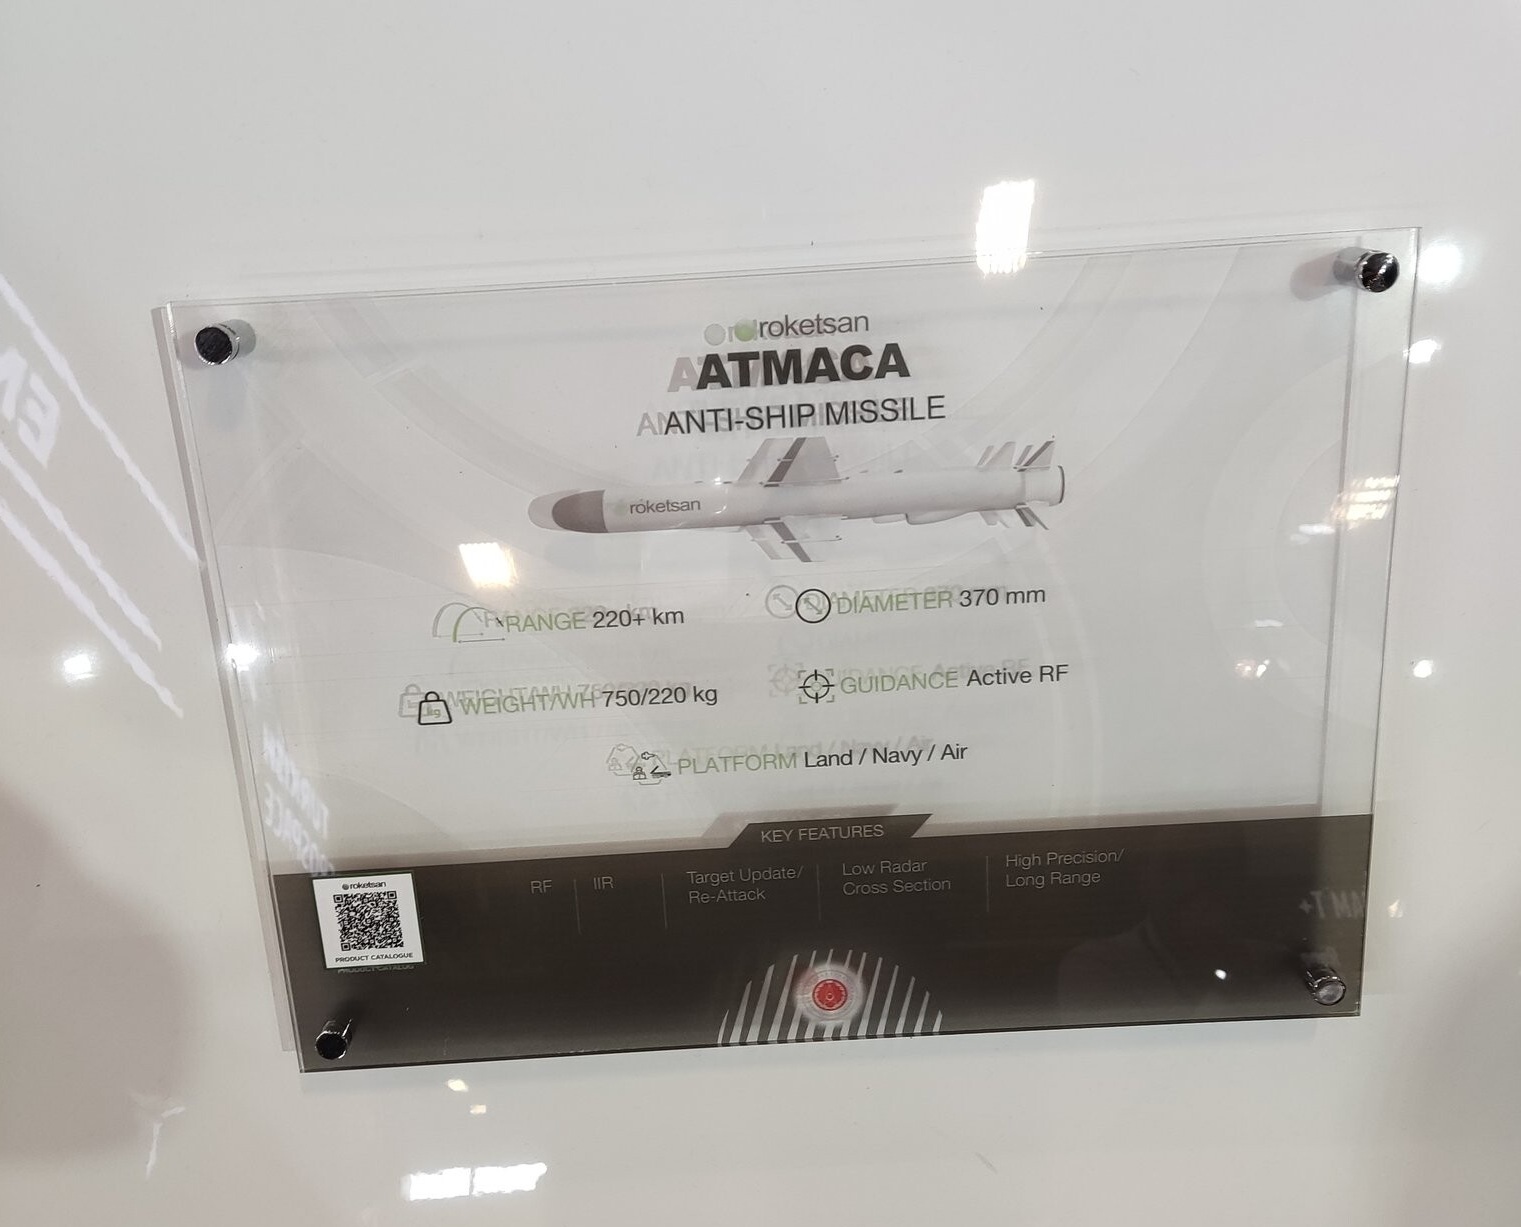 roketsan
ATMACA
ANTI-SHIP MISSILE
roketsan
RANGE 220+ km
DIAMETER 370 mm
WEIGHT/WH 750/220 kg
GUIDANCE Active RF
PLATFORM Land / Navy / Air
KEY FEATURES
RF
IIR
Target Update/
Re-Attack
Low Radar
Cross Section
High Precision/
Long Range
roketsan
PRODUCT CATALOGUE